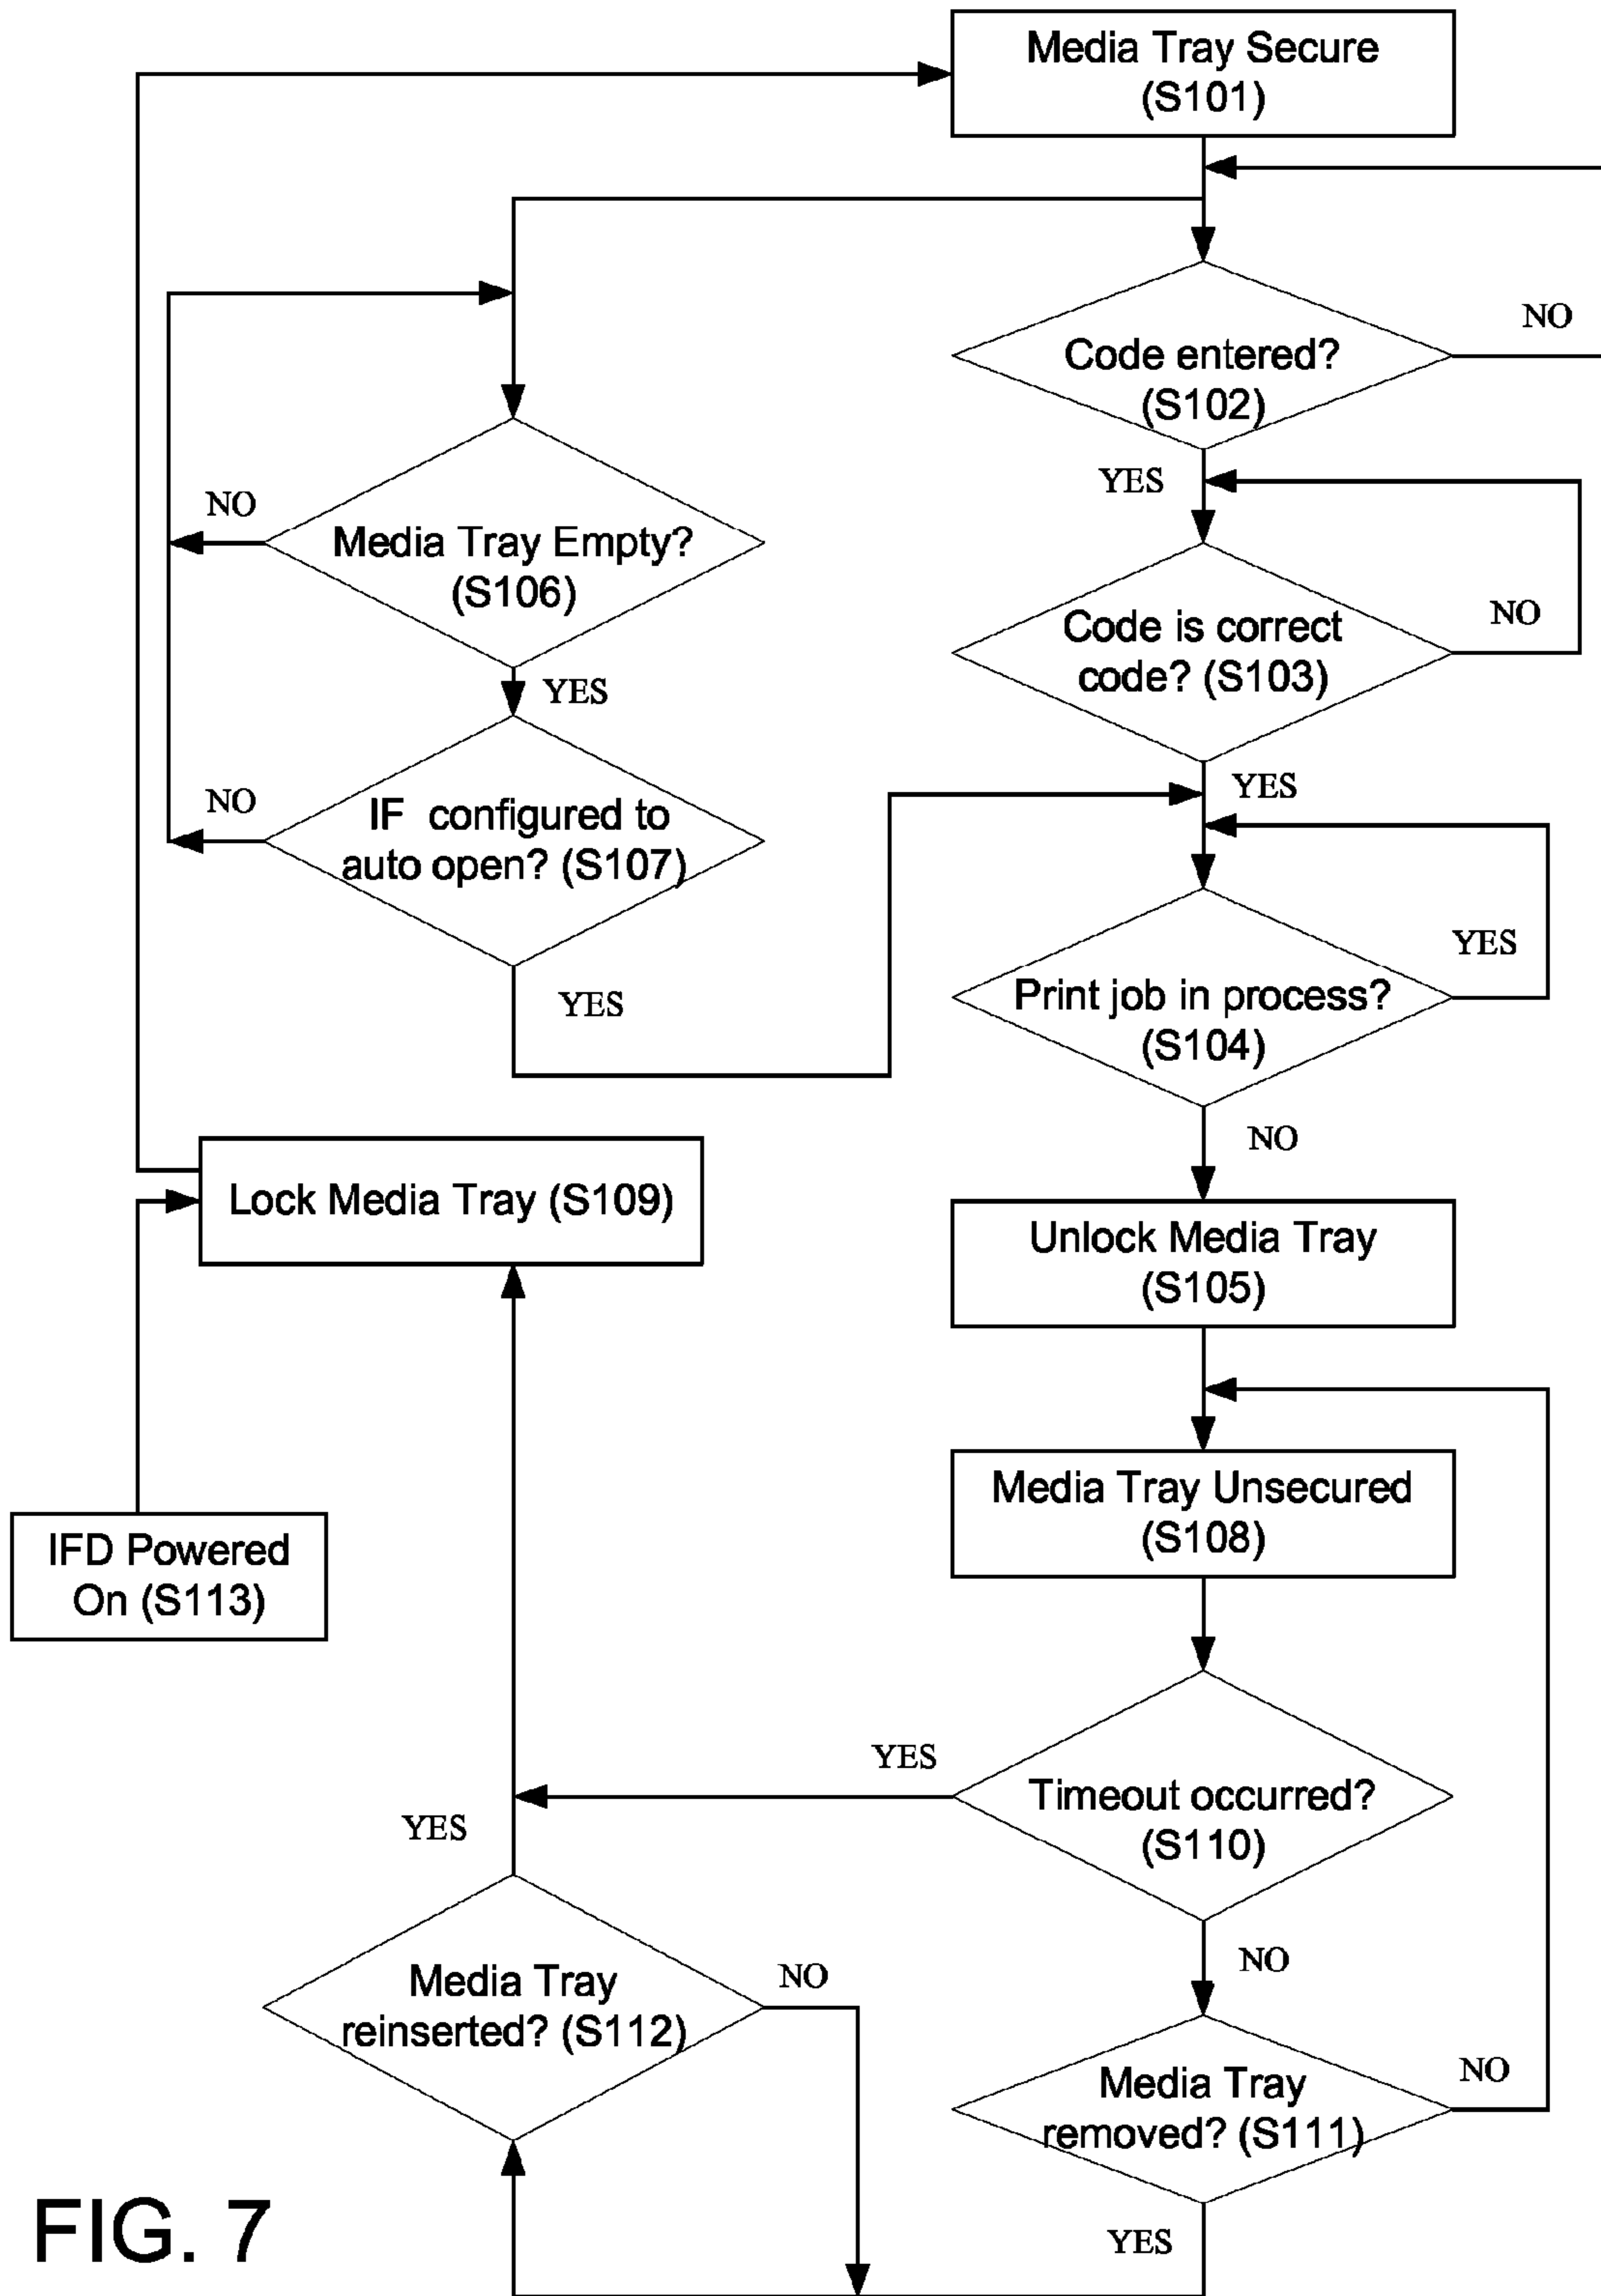 Media Tray Secure
(S101)
NO
Code entered?
(S102)
YES
NO
Media Tray Empty?
(S106)
Code is correct
code? (S103)
NO
YES
YES
NO
IF configured to
auto open? (S107)
YES
YES
Print job in process?
(S104)
NO
Lock Media Tray (S109)
Unlock Media Tray
(S105)
Media Tray Unsecured
(S108)
IFD Powered
On (S113)
YES
Timeout occurred?
(S110)
YES
NO
Media Tray
reinserted? (S112)
NO
Media Tray
removed? (S111)
NO
YES
FIG. 7